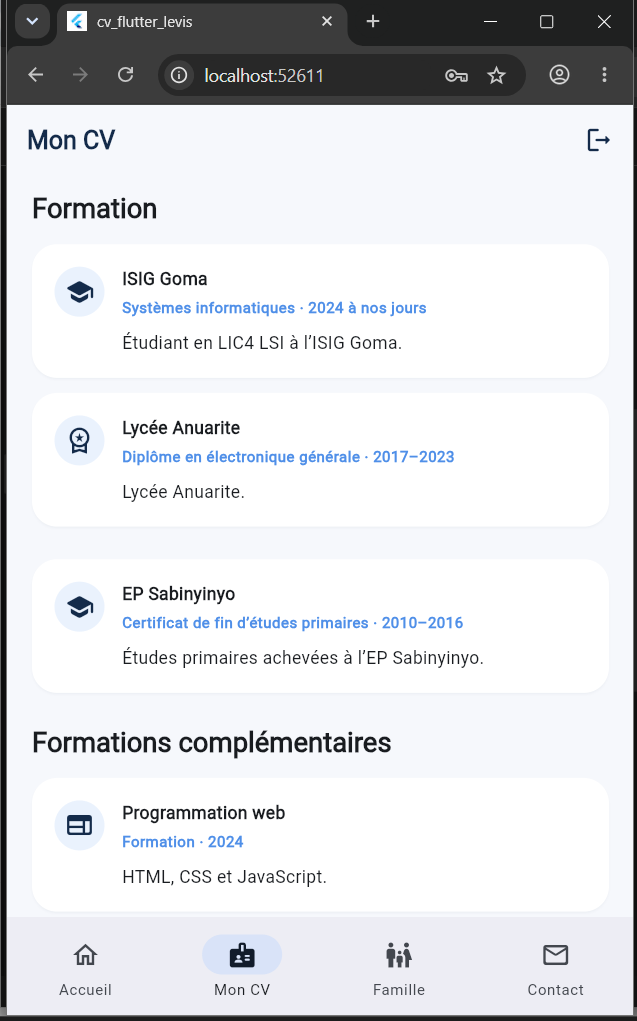 cv_flutter_levis
localhost:52611
Mon CV
Formation
ISIG Goma
Systèmes informatiques · 2024 à nos jours
Étudiant en LIC4 LSI à l’ISIG Goma.
Lycée Anuarite
Diplôme en électronique générale · 2017–2023
Lycée Anuarite.
EP Sabinyinyo
Certificat de fin d’études primaires · 2010–2016
Études primaires achevées à l’EP Sabinyinyo.
Formations complémentaires
Programmation web
Formation · 2024
HTML, CSS et JavaScript.
Accueil
Mon CV
Famille
Contact